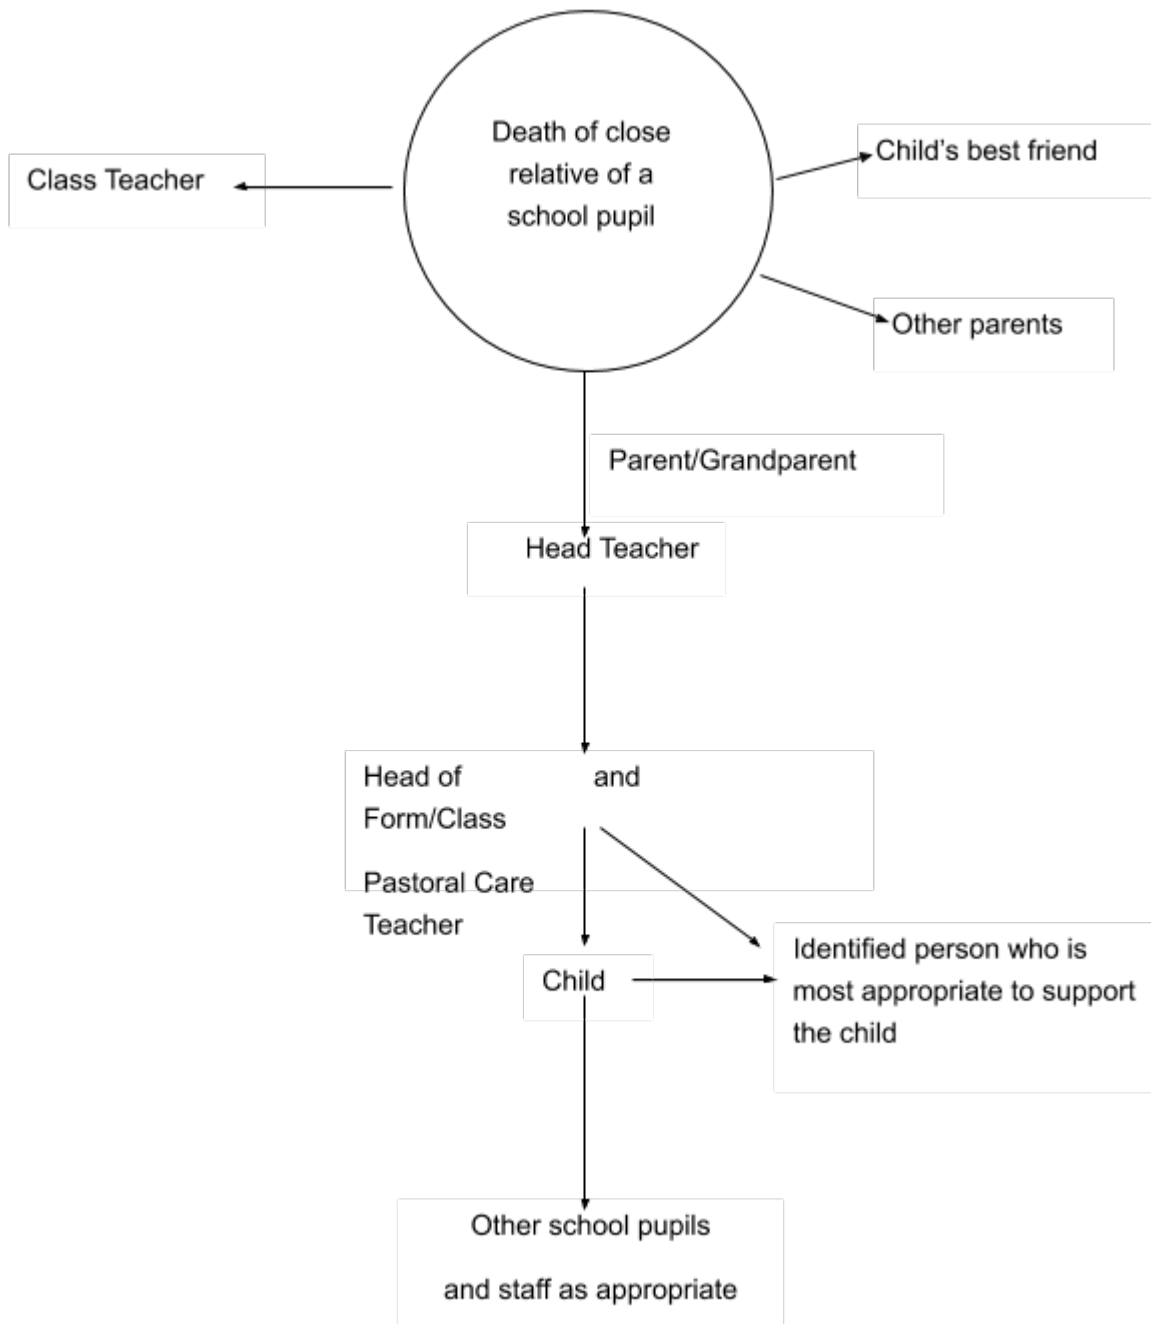 Death of close
relative of a
school pupil
Class Teacher
Child’s best friend
Other parents
Parent/Grandparent
Head Teacher
Head of and
Form/Class
Pastoral Care
Teacher
Child
Identified person who is
most appropriate to support
the child
Other school pupils
and staff as appropriate